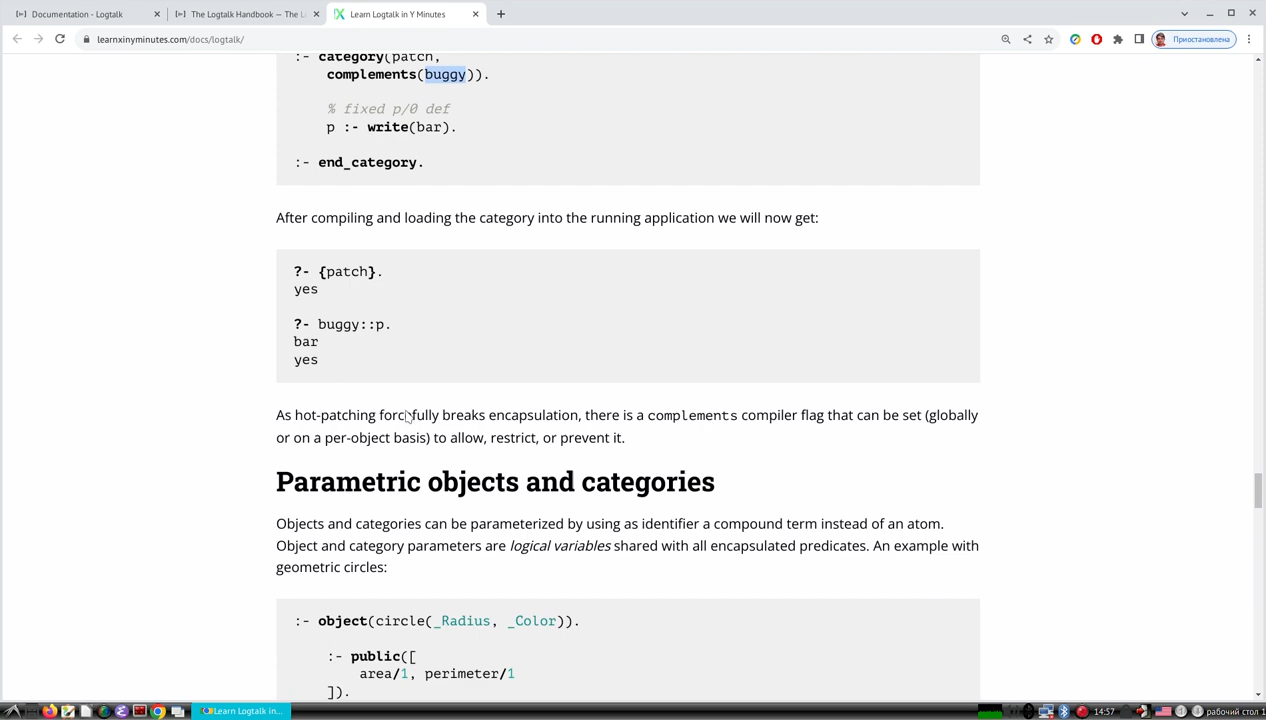 Documentation - Logtalk
The Logtalk Handbook — The L
Learn Logtalk in Y Minutes
learnxinyminutes.com/docs/logtalk/
Приостановлена
:- category(patch,
complements(buggy)).
% fixed p/0 def
p :- write(bar).
:- end_category.
After compiling and loading the category into the running application we will now get:
?- {patch}.
yes
?- buggy::p.
bar
yes
As hot-patching forcefully breaks encapsulation, there is a complements compiler flag that can be set (globally
or on a per-object basis) to allow, restrict, or prevent it.
Parametric objects and categories
Objects and categories can be parameterized by using as identifier a compound term instead of an atom.
Object and category parameters are logical variables shared with all encapsulated predicates. An example with
geometric circles:
:- object(circle(_Radius, _Color)).
:- public([
area/1, perimeter/1
]).
Learn Logtalk in...
14:57
рабочий стол 1